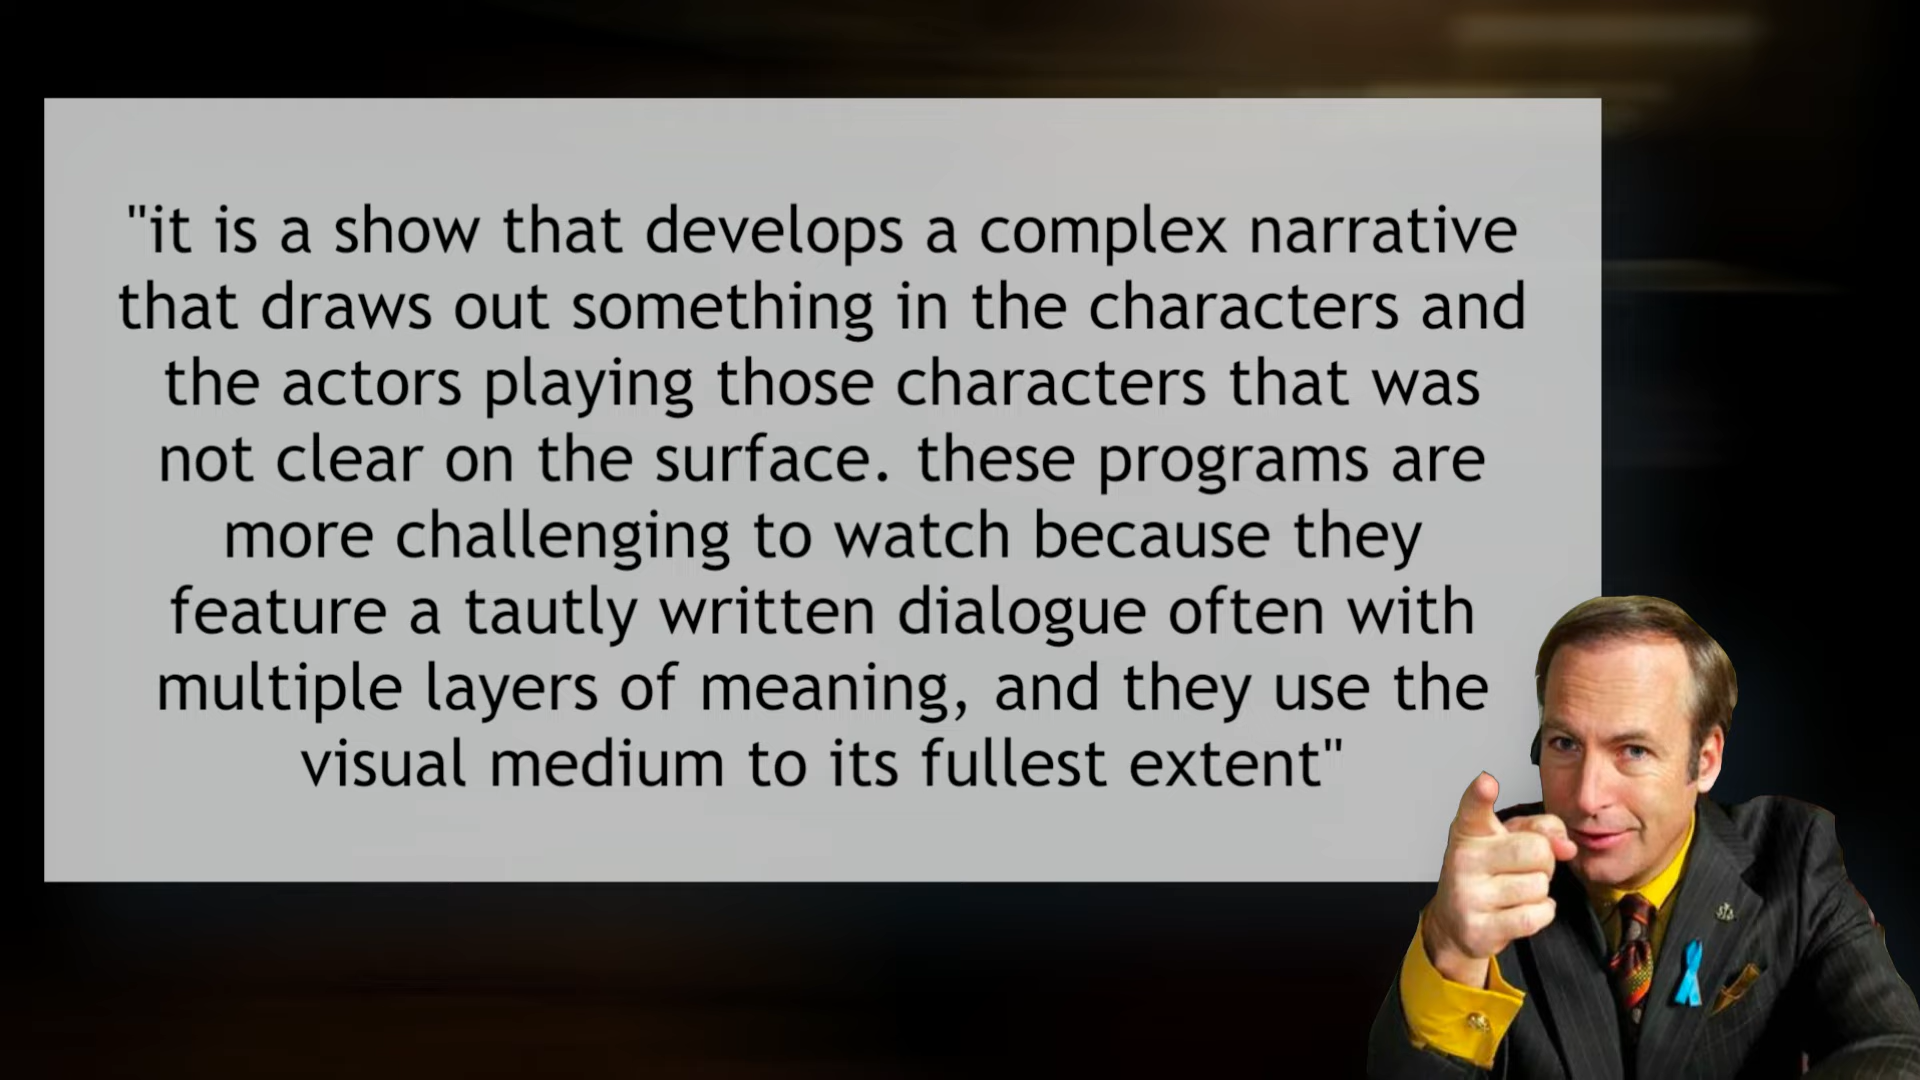 "it is a show that develops a complex narrative
that draws out something in the characters and
the actors playing those characters that was
not clear on the surface. these programs are
more challenging to watch because they
feature a tautly written dialogue often with
multiple layers of meaning, and they use the
visual medium to its fullest extent"